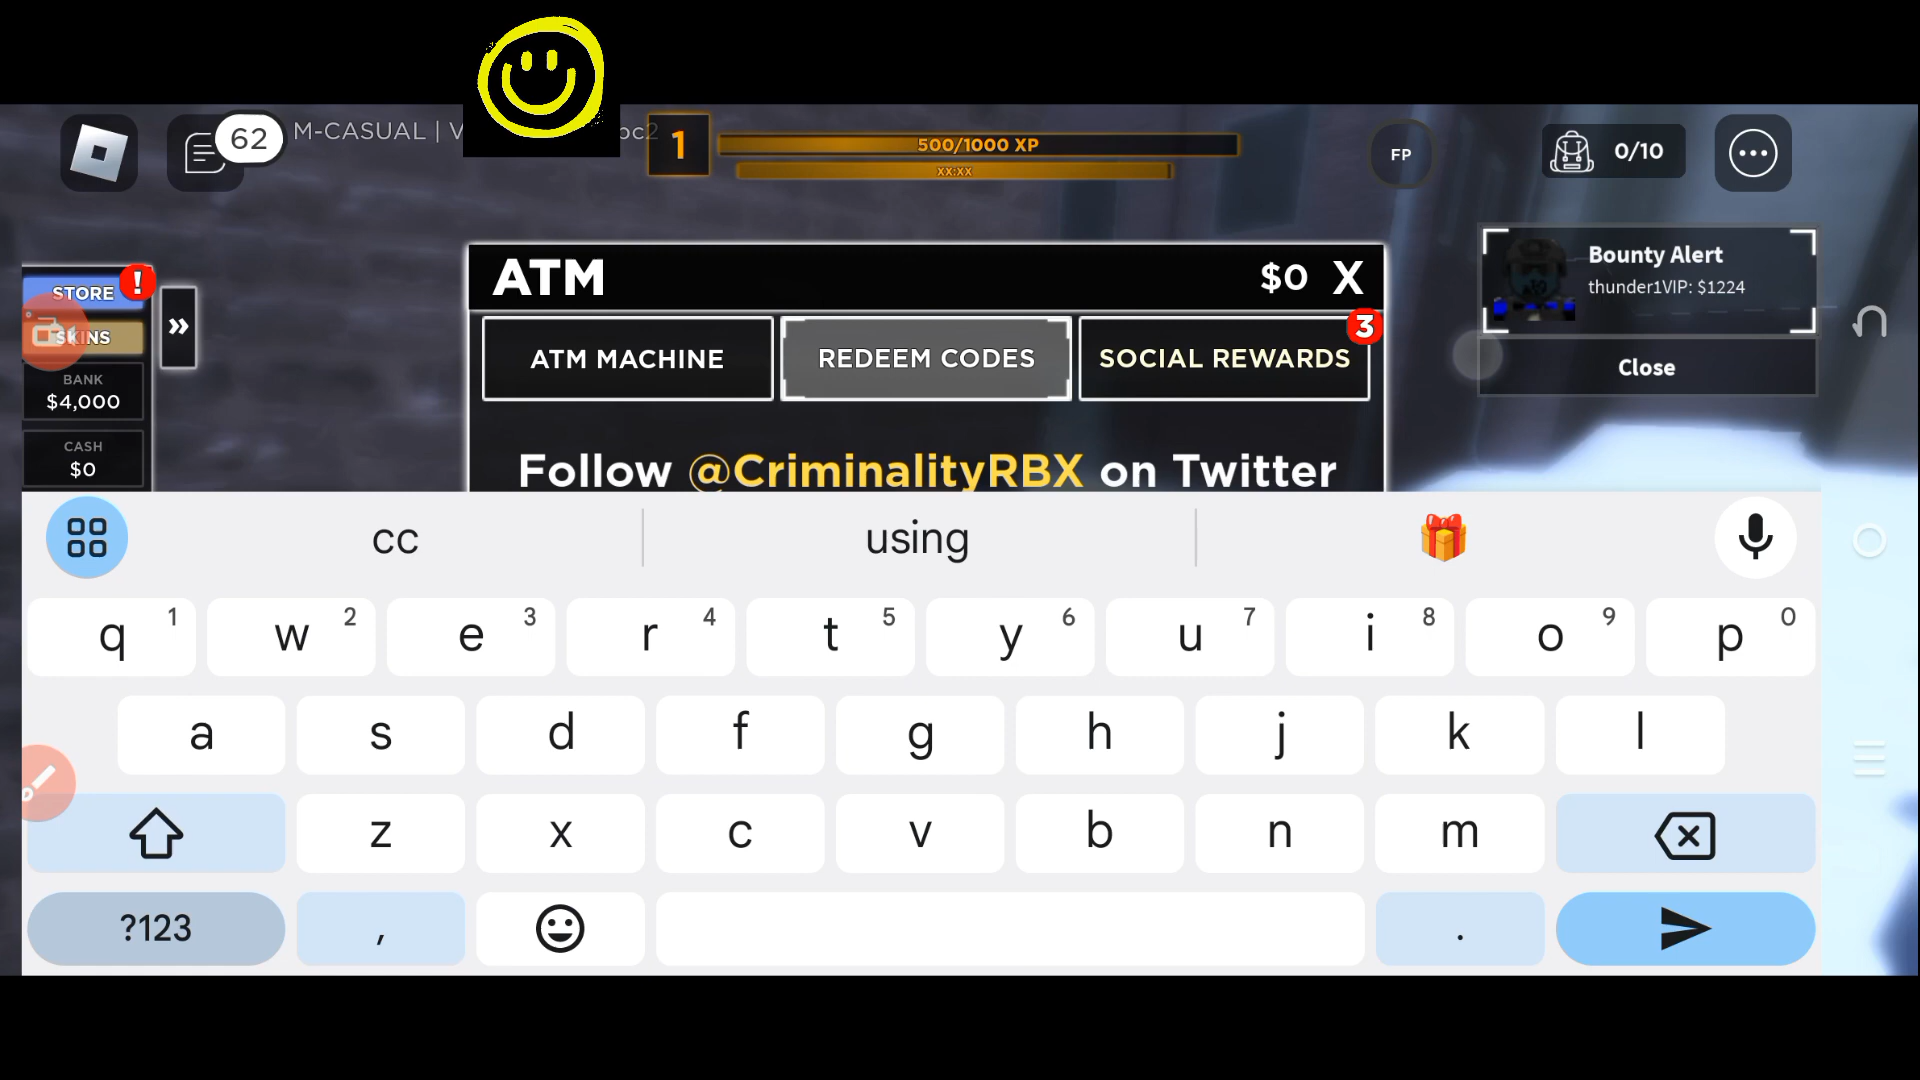 62
M-CASUAL | V
oc2
1
500/1000 XP
XX:XX
FP
0/10
STORE
!
SKINS
BANK
$4,000
CASH
$0
»
ATM
$0 X
ATM MACHINE
REDEEM CODES
SOCIAL REWARDS
3
Follow @CriminalityRBX on Twitter
Bounty Alert
thunder1VIP: $1224
Close
cc using
q 1 w 2 e 3 r 4 t 5 y 6 u 7 i 8 o 9 p 0
a s d f g h j k l
z x c v b n m
?123 , .